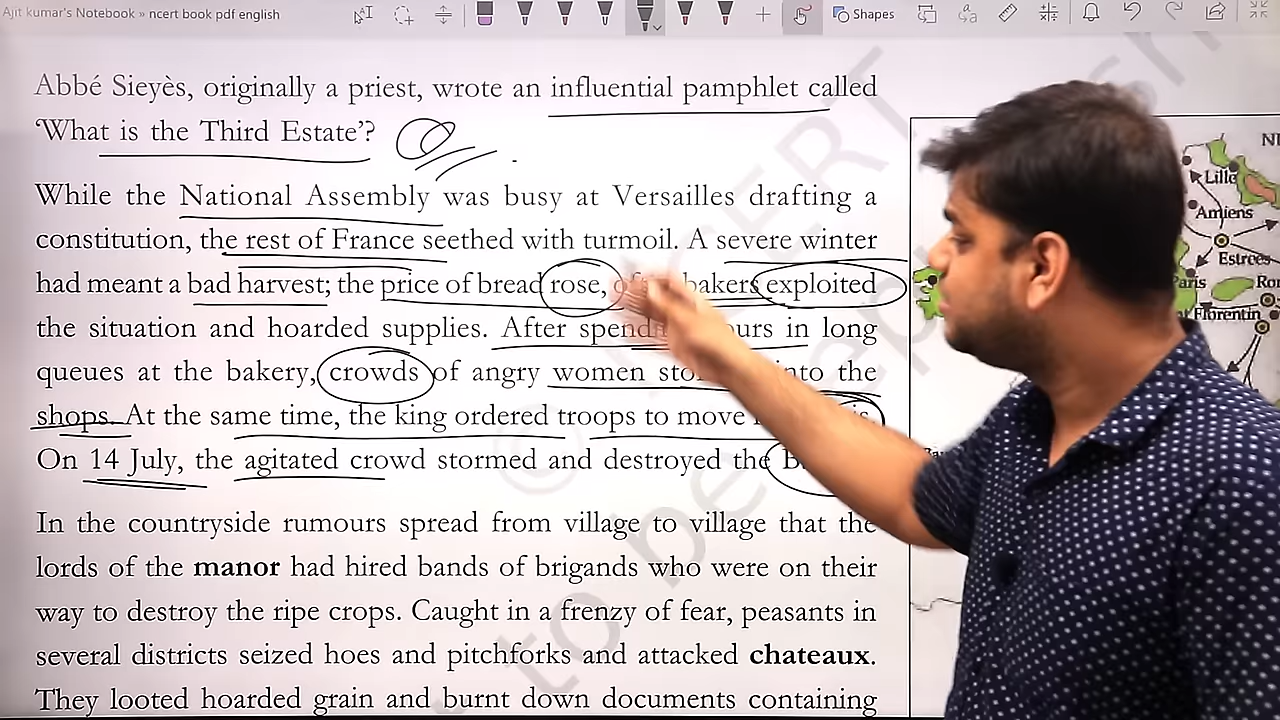 Ajit kumar's Notebook » ncert book pdf english
Shapes
Abbé Sieyès, originally a priest, wrote an influential pamphlet called
'What is the Third Estate'?
While the National Assembly was busy at Versailles drafting a
constitution, the rest of France seethed with turmoil. A severe winter
had meant a bad harvest; the price of bread rose, bakers exploited
the situation and hoarded supplies. After hours in long
queues at the bakery, crowds of angry women into the
shops. At the same time, the king ordered troops to move
On 14 July, the agitated crowd stormed and destroyed the
In the countryside rumours spread from village to village that the
lords of the manor had hired bands of brigands who were on their
way to destroy the ripe crops. Caught in a frenzy of fear, peasants in
several districts seized hoes and pitchforks and attacked chateaux.
They looted hoarded grain and burnt down documents containing
Lille
Amiens
Estrées
Paris
Florentin